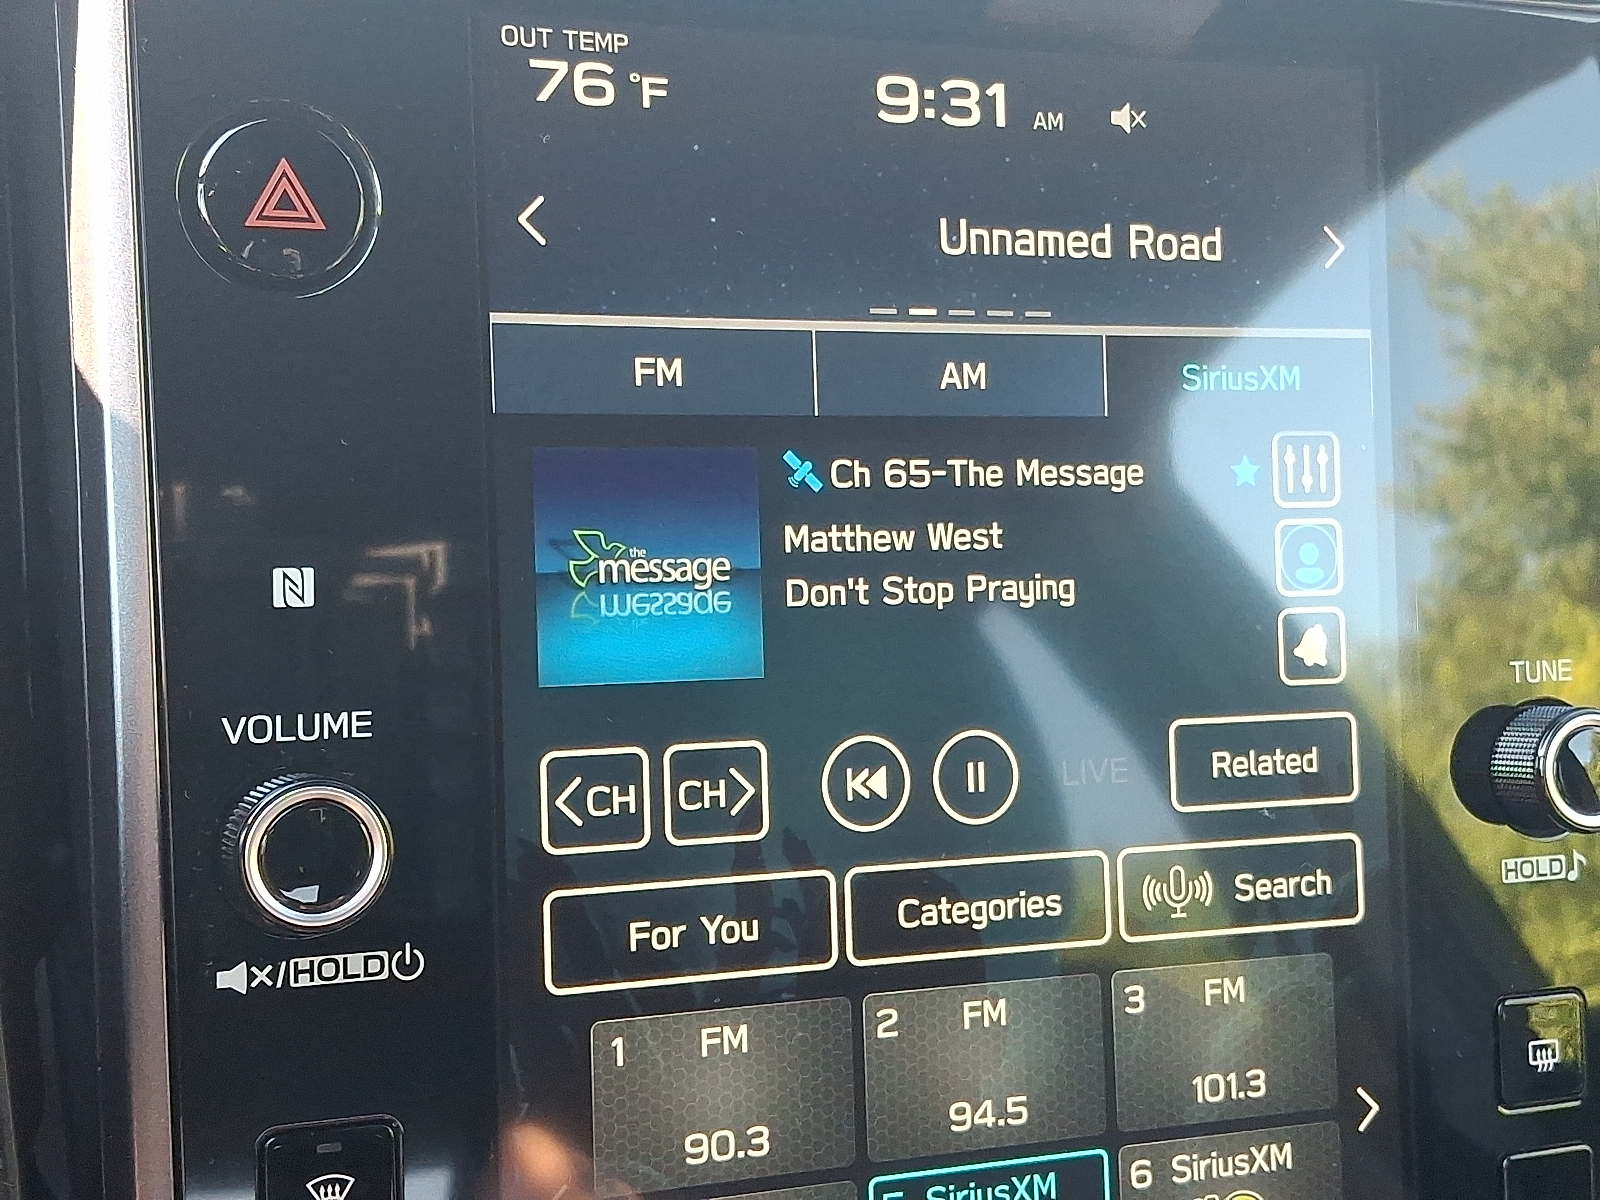 OUT TEMP
76 °F
9:31 AM
Unnamed Road
FM
AM
SiriusXM
Ch 65-The Message
Matthew West
Don't Stop Praying
the
message
message
VOLUME
TUNE
<CH
CH>
LIVE
Related
HOLD
For You
Categories
Search
/HOLD
1 FM
90.3
2 FM
94.5
3 FM
101.3
5 SiriusXM
6 SiriusXM